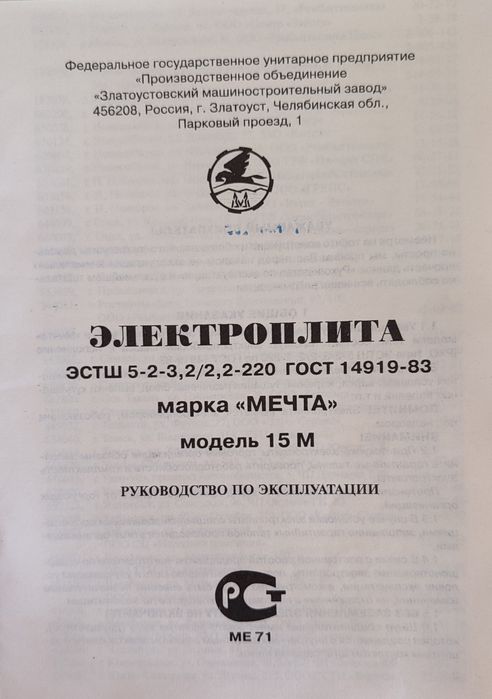 Федеральное государственное унитарное предприятие
«Производственное объединение
«Златоустовский машиностроительный завод»
456208, Россия, г. Златоуст, Челябинская обл.,
Парковый проезд, 1
ЭЛЕКТРОПЛИТА
ЭСТШ 5-2-3,2/2,2-220 ГОСТ 14919-83
марка «МЕЧТА»
модель 15 М
РУКОВОДСТВО ПО ЭКСПЛУАТАЦИИ
РСТ
МЕ 71